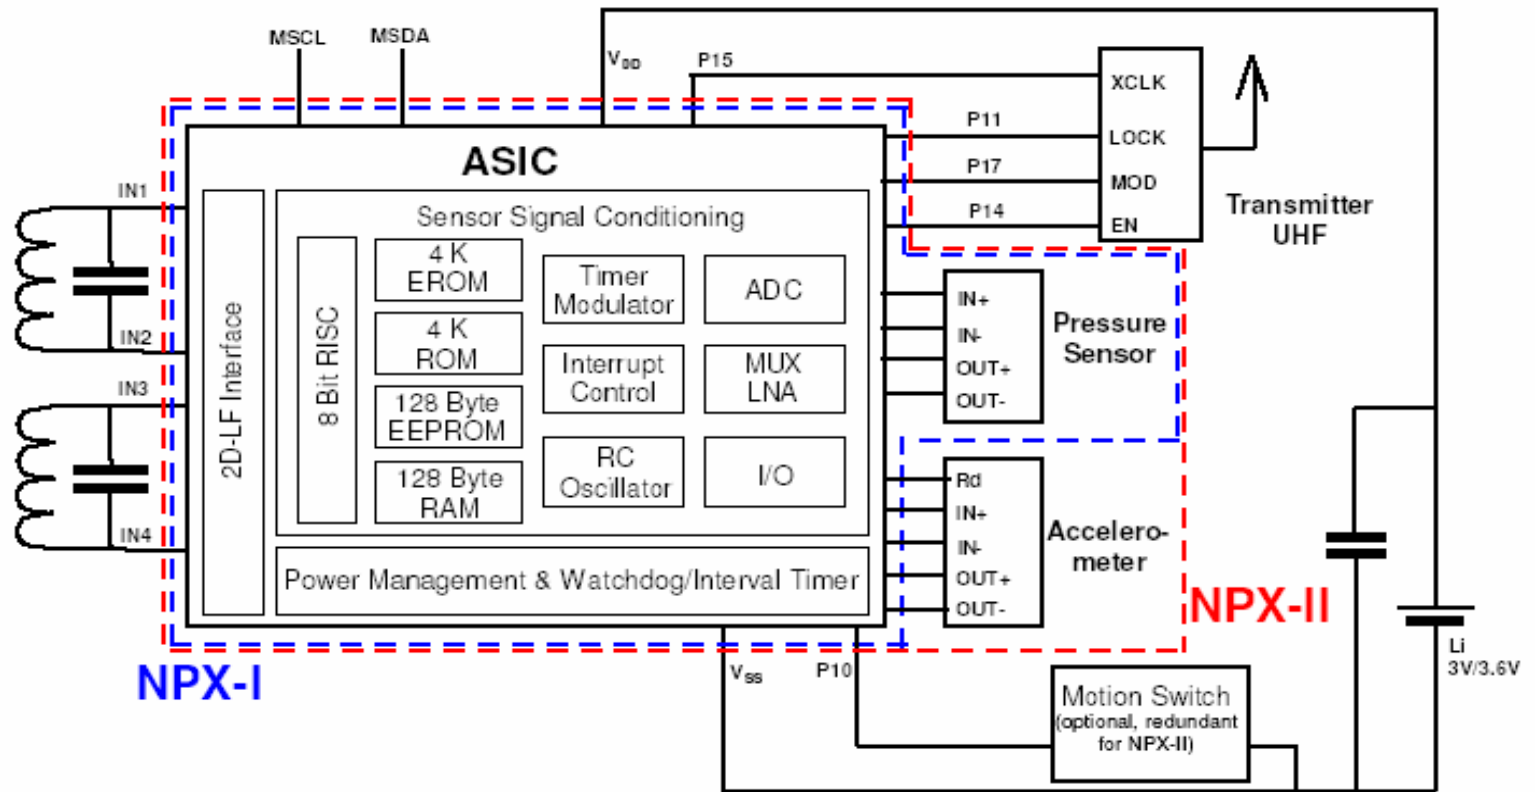 MSCL
MSDA
VDD
P15
XCLK
P11
LOCK
P17
MOD
P14
EN
Transmitter
UHF
ASIC
IN1
IN2
IN3
IN4
2D-LF Interface
Sensor Signal Conditioning
8 Bit RISC
4 K
EROM
4 K
ROM
128 Byte
EEPROM
128 Byte
RAM
Timer
Modulator
Interrupt
Control
RC
Oscillator
ADC
MUX
LNA
I/O
Power Management & Watchdog/Interval Timer
IN+
IN-
OUT+
OUT-
Pressure
Sensor
Rd
IN+
IN-
OUT+
OUT-
Accelero-
meter
NPX-I
NPX-II
VSS
P10
Motion Switch
(optional, redundant
for NPX-II)
Li
3V/3.6V